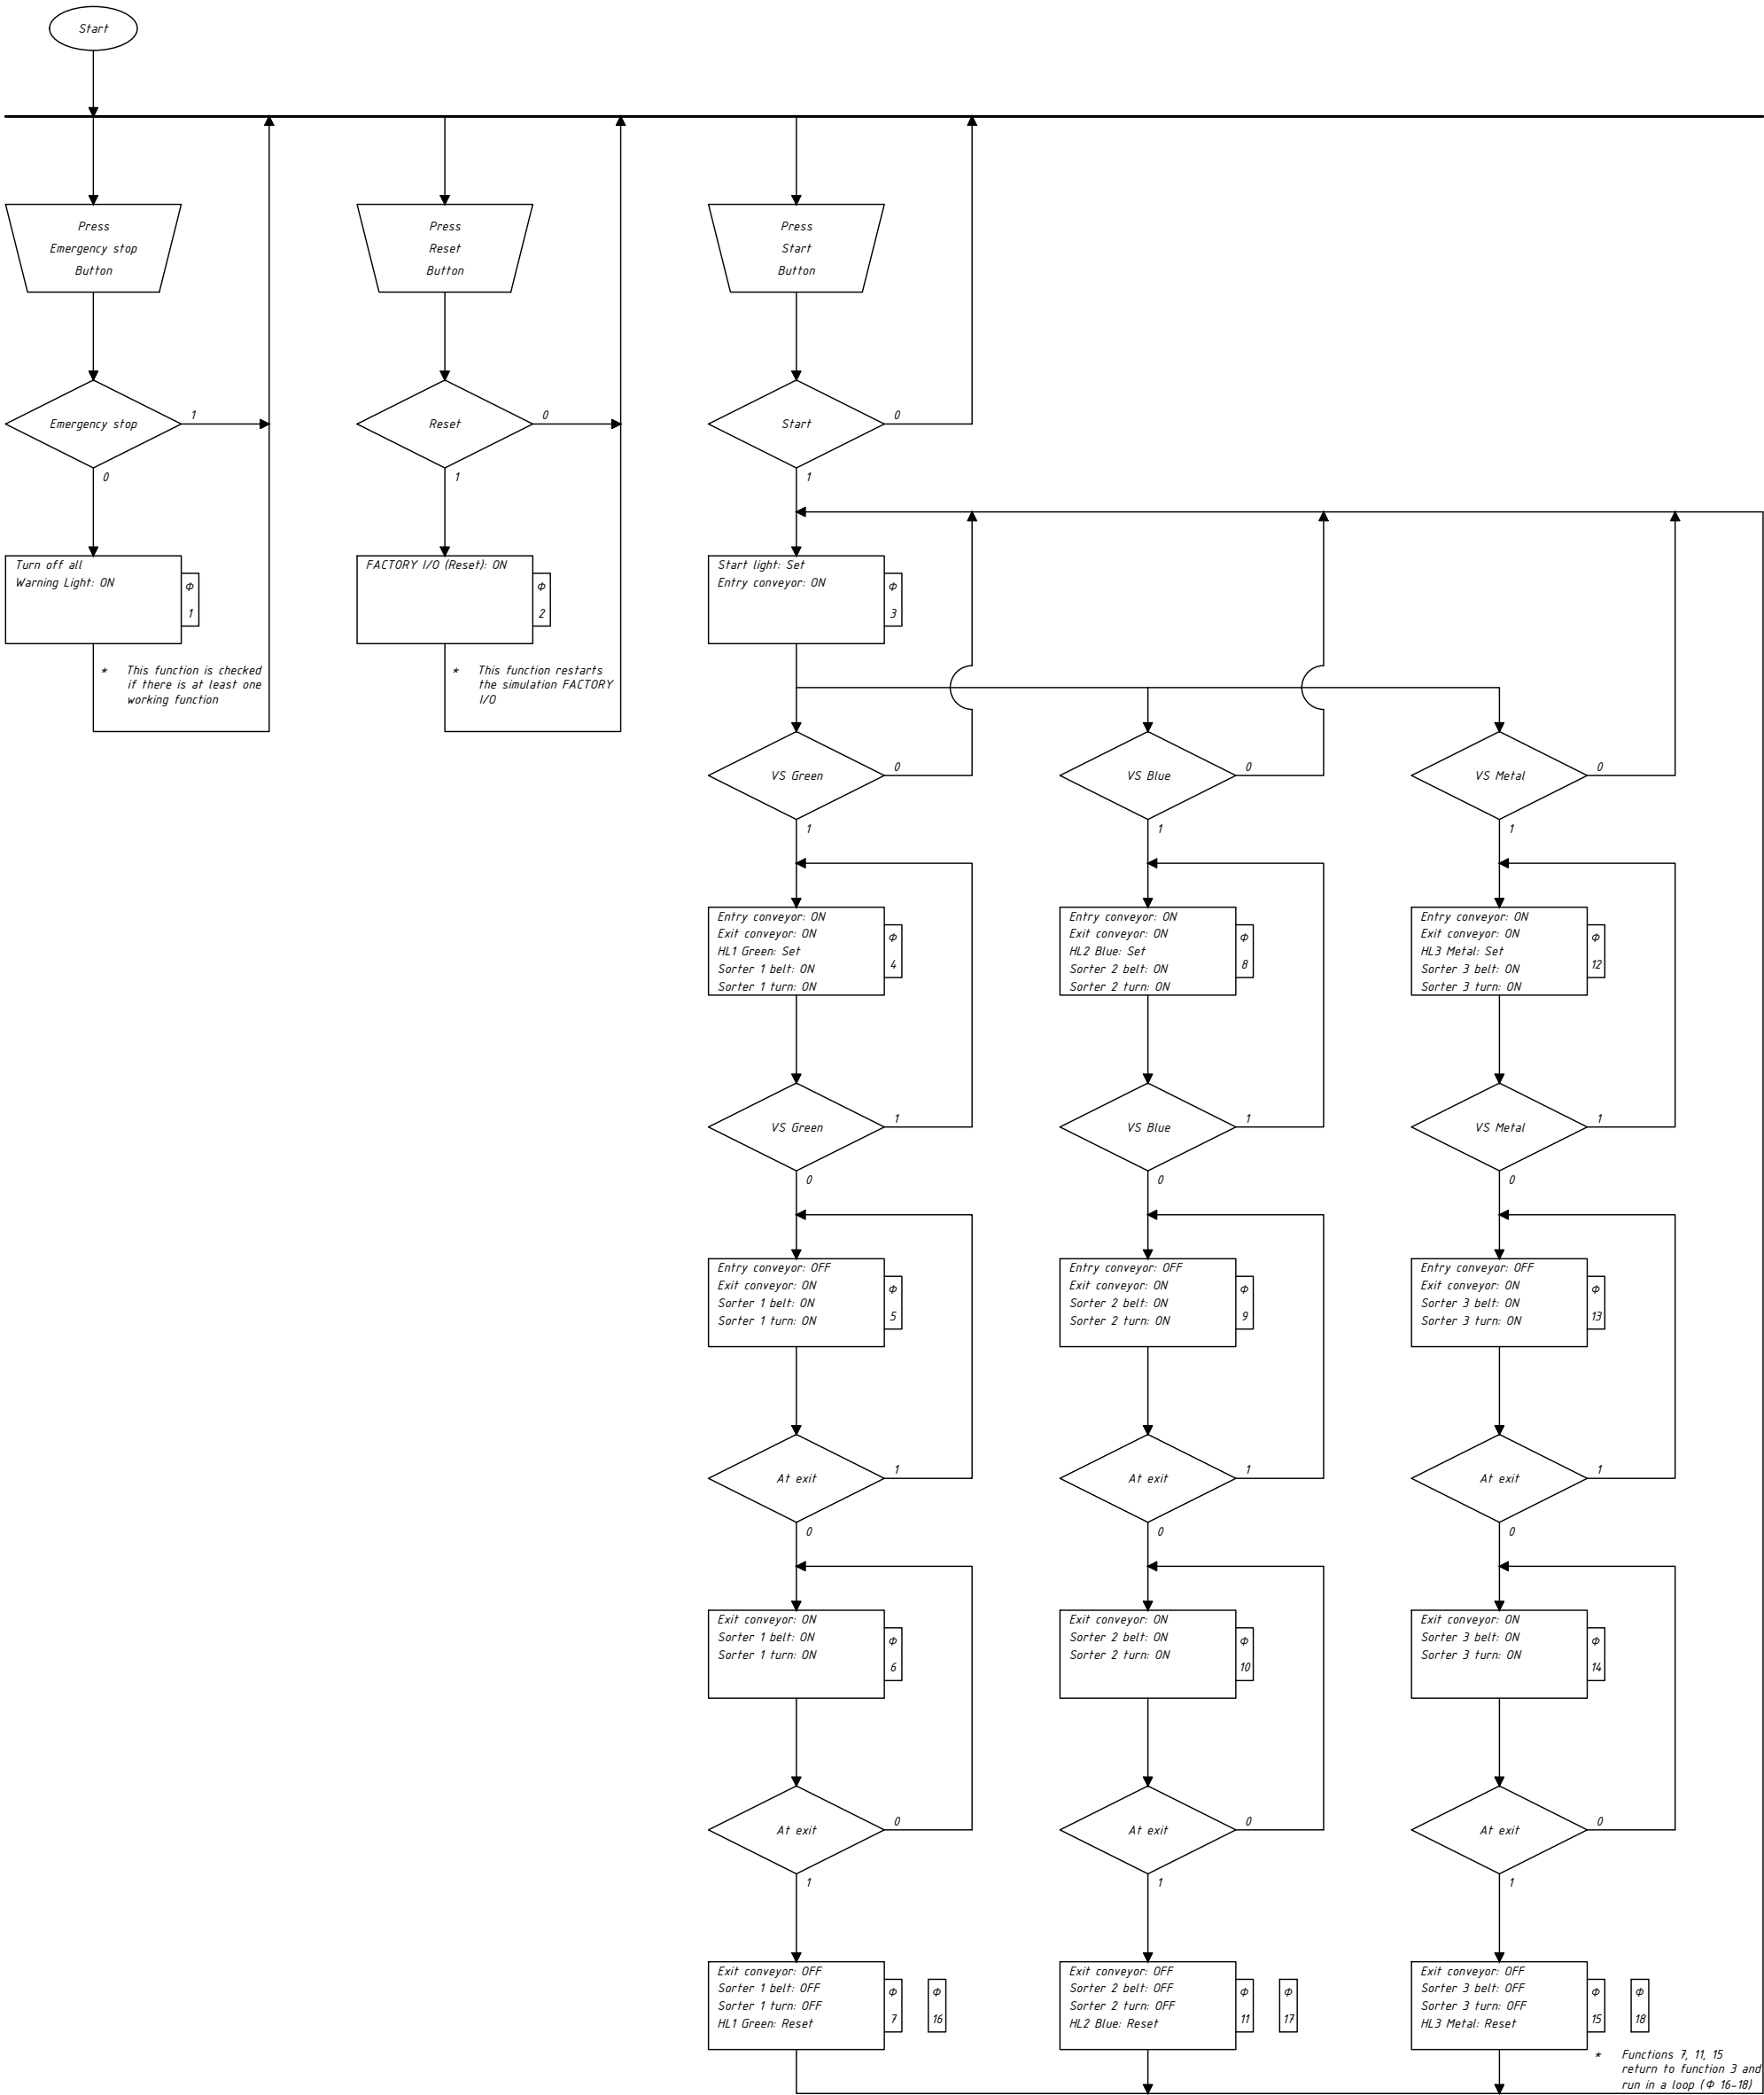 Start
Press
Emergency stop
Button
Press
Reset
Button
Press
Start
Button
Emergency stop
1
0
Reset
0
1
Start
0
1
Turn off all
Warning Light: ON
Ф
1
* This function is checked
if there is at least one
working function
FACTORY I/O (Reset): ON
Ф
2
* This function restarts
the simulation FACTORY
I/O
Start light: Set
Entry conveyor: ON
Ф
3
VS Green
0
1
VS Blue
0
1
VS Metal
0
1
Entry conveyor: ON
Exit conveyor: ON
HL1 Green: Set
Sorter 1 belt: ON
Sorter 1 turn: ON
Ф
4
Entry conveyor: ON
Exit conveyor: ON
HL2 Blue: Set
Sorter 2 belt: ON
Sorter 2 turn: ON
Ф
8
Entry conveyor: ON
Exit conveyor: ON
HL3 Metal: Set
Sorter 3 belt: ON
Sorter 3 turn: ON
Ф
12
VS Green
1
0
VS Blue
1
0
VS Metal
1
0
Entry conveyor: OFF
Exit conveyor: ON
Sorter 1 belt: ON
Sorter 1 turn: ON
Ф
5
Entry conveyor: OFF
Exit conveyor: ON
Sorter 2 belt: ON
Sorter 2 turn: ON
Ф
9
Entry conveyor: OFF
Exit conveyor: ON
Sorter 3 belt: ON
Sorter 3 turn: ON
Ф
13
At exit
1
0
At exit
1
0
At exit
1
0
Exit conveyor: ON
Sorter 1 belt: ON
Sorter 1 turn: ON
Ф
6
Exit conveyor: ON
Sorter 2 belt: ON
Sorter 2 turn: ON
Ф
10
Exit conveyor: ON
Sorter 3 belt: ON
Sorter 3 turn: ON
Ф
14
At exit
0
1
At exit
0
1
At exit
0
1
Exit conveyor: OFF
Sorter 1 belt: OFF
Sorter 1 turn: OFF
HL1 Green: Reset
Ф
7
Ф
16
Exit conveyor: OFF
Sorter 2 belt: OFF
Sorter 2 turn: OFF
HL2 Blue: Reset
Ф
11
Ф
17
Exit conveyor: OFF
Sorter 3 belt: OFF
Sorter 3 turn: OFF
HL3 Metal: Reset
Ф
15
Ф
18
* Functions 7, 11, 15
return to function 3 and
run in a loop (Ф 16-18)